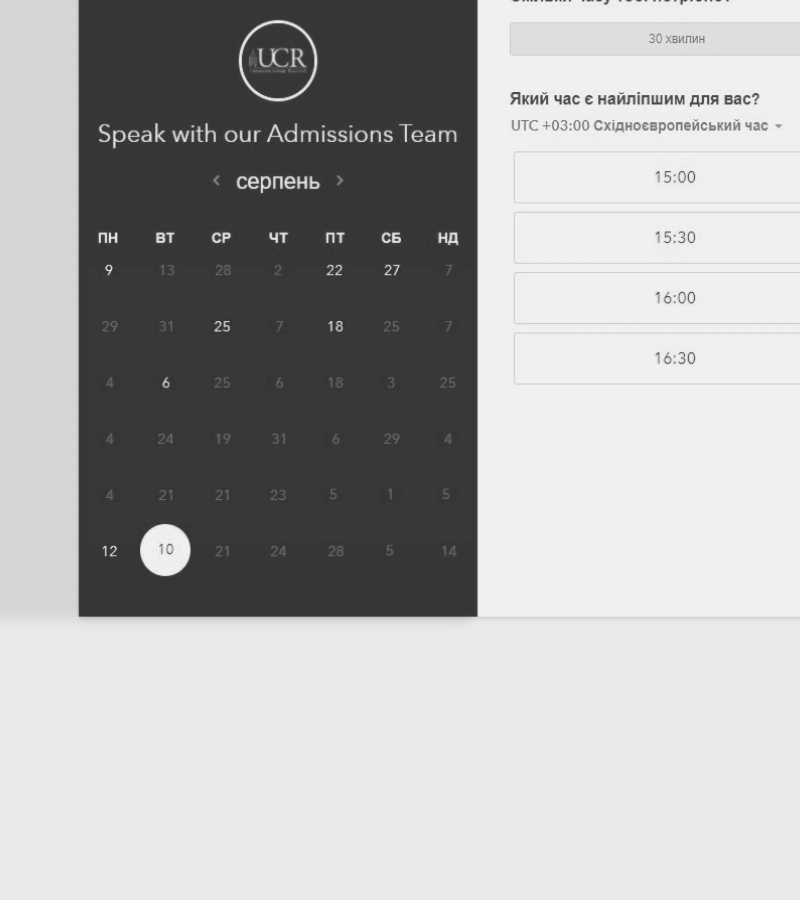 UCR
Speak with our Admissions Team
серпень
ПН ВТ СР ЧТ ПТ СБ НД
9 13 28 2 22 27 7
29 31 25 7 18 25 7
4 6 25 6 18 3 25
4 24 19 31 6 29 4
4 21 21 23 5 1 5
12 10 21 24 28 5 14
30 хвилин
Який час є найліпшим для вас?
UTC +03:00 Східноєвропейський час
15:00
15:30
16:00
16:30